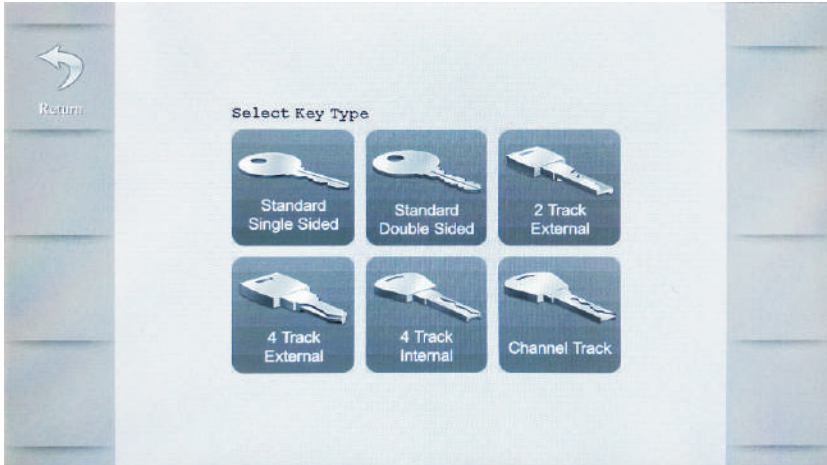 Return
Select Key Type
Standard
Single Sided
Standard
Double Sided
2 Track
External
4 Track
External
4 Track
Internal
Channel Track